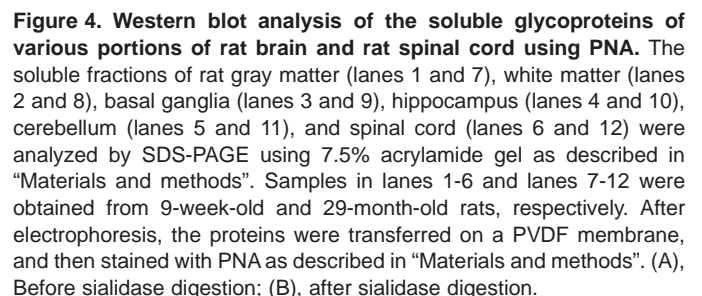 Figure 4. Western blot analysis of the soluble glycoproteins of
various portions of rat brain and rat spinal cord using PNA. The
soluble fractions of rat gray matter (lanes 1 and 7), white matter (lanes
2 and 8), basal ganglia (lanes 3 and 9), hippocampus (lanes 4 and 10),
cerebellum (lanes 5 and 11), and spinal cord (lanes 6 and 12) were
analyzed by SDS-PAGE using 7.5% acrylamide gel as described in
“Materials and methods”. Samples in lanes 1-6 and lanes 7-12 were
obtained from 9-week-old and 29-month-old rats, respectively. After
electrophoresis, the proteins were transferred on a PVDF membrane,
and then stained with PNA as described in “Materials and methods”. (A),
Before sialidase digestion; (B), after sialidase digestion.